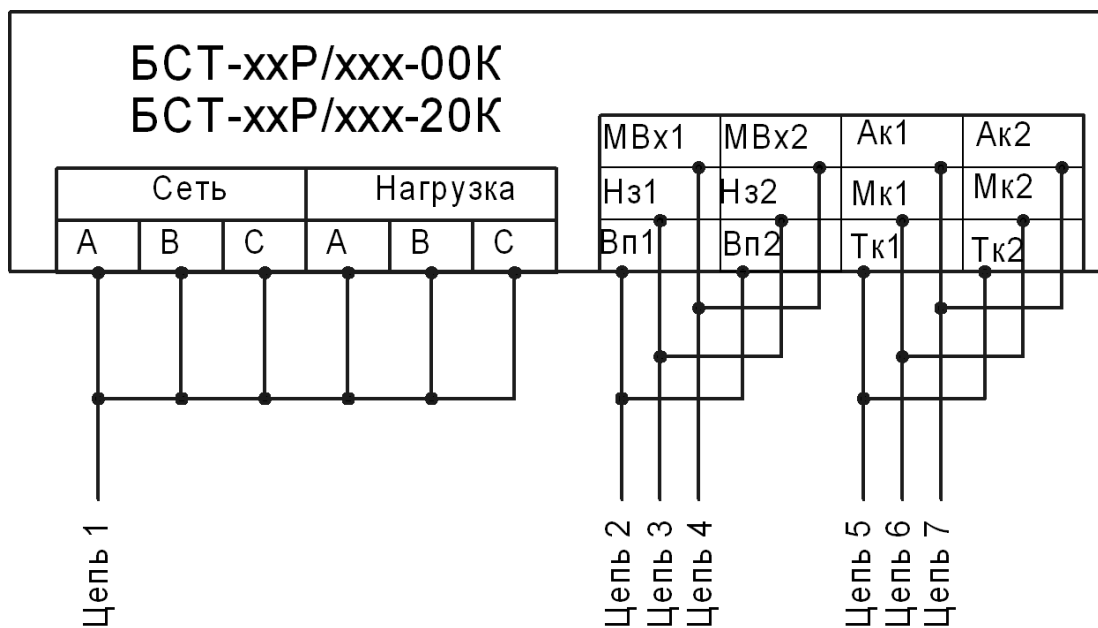 БСТ-ххР/ххх-00К
БСТ-ххР/ххх-20К
Сеть Нагрузка
А В С А В С
МВх1 МВх2 Ак1 Ак2
Нз1 Нз2 Мк1 Мк2
Вп1 Вп2 Тк1 Тк2
Цепь 1
Цепь 2
Цепь 3
Цепь 4
Цепь 5
Цепь 6
Цепь 7